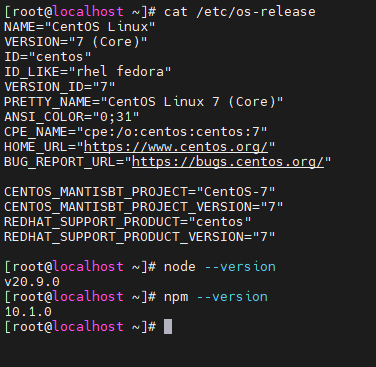 [root@localhost ~]# cat /etc/os-release
NAME="CentOS Linux"
VERSION="7 (Core)"
ID="centos"
ID_LIKE="rhel fedora"
VERSION_ID="7"
PRETTY_NAME="CentOS Linux 7 (Core)"
ANSI_COLOR="0;31"
CPE_NAME="cpe:/o:centos:centos:7"
HOME_URL="https://www.centos.org/"
BUG_REPORT_URL="https://bugs.centos.org/"

CENTOS_MANTISBT_PROJECT="CentOS-7"
CENTOS_MANTISBT_PROJECT_VERSION="7"
REDHAT_SUPPORT_PRODUCT="centos"
REDHAT_SUPPORT_PRODUCT_VERSION="7"

[root@localhost ~]# node --version
v20.9.0
[root@localhost ~]# npm --version
10.1.0
[root@localhost ~]#